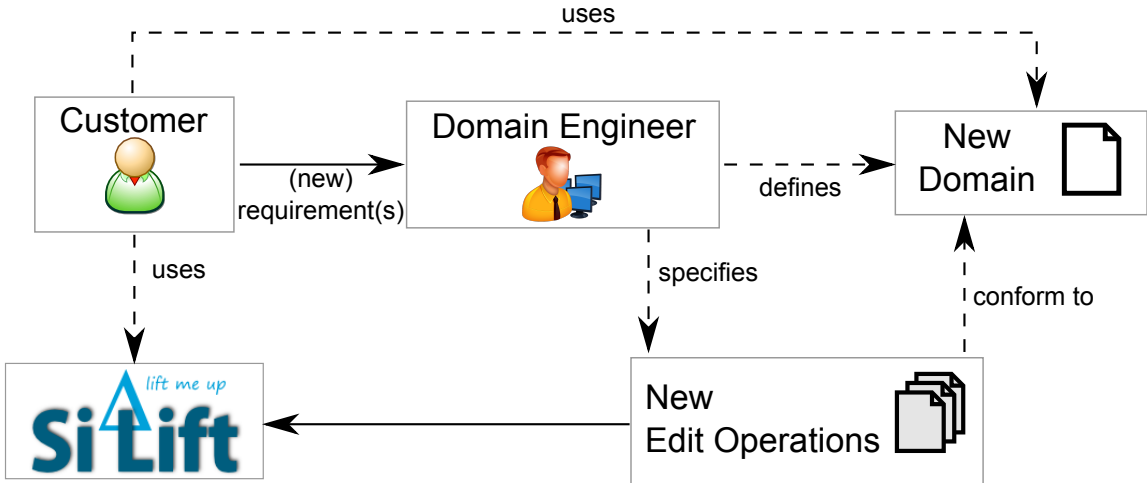 uses
Customer
Domain Engineer
New
Domain
(new)
requirement(s)
defines
uses
specifies
conform to
lift me up
SiLift
New
Edit Operations